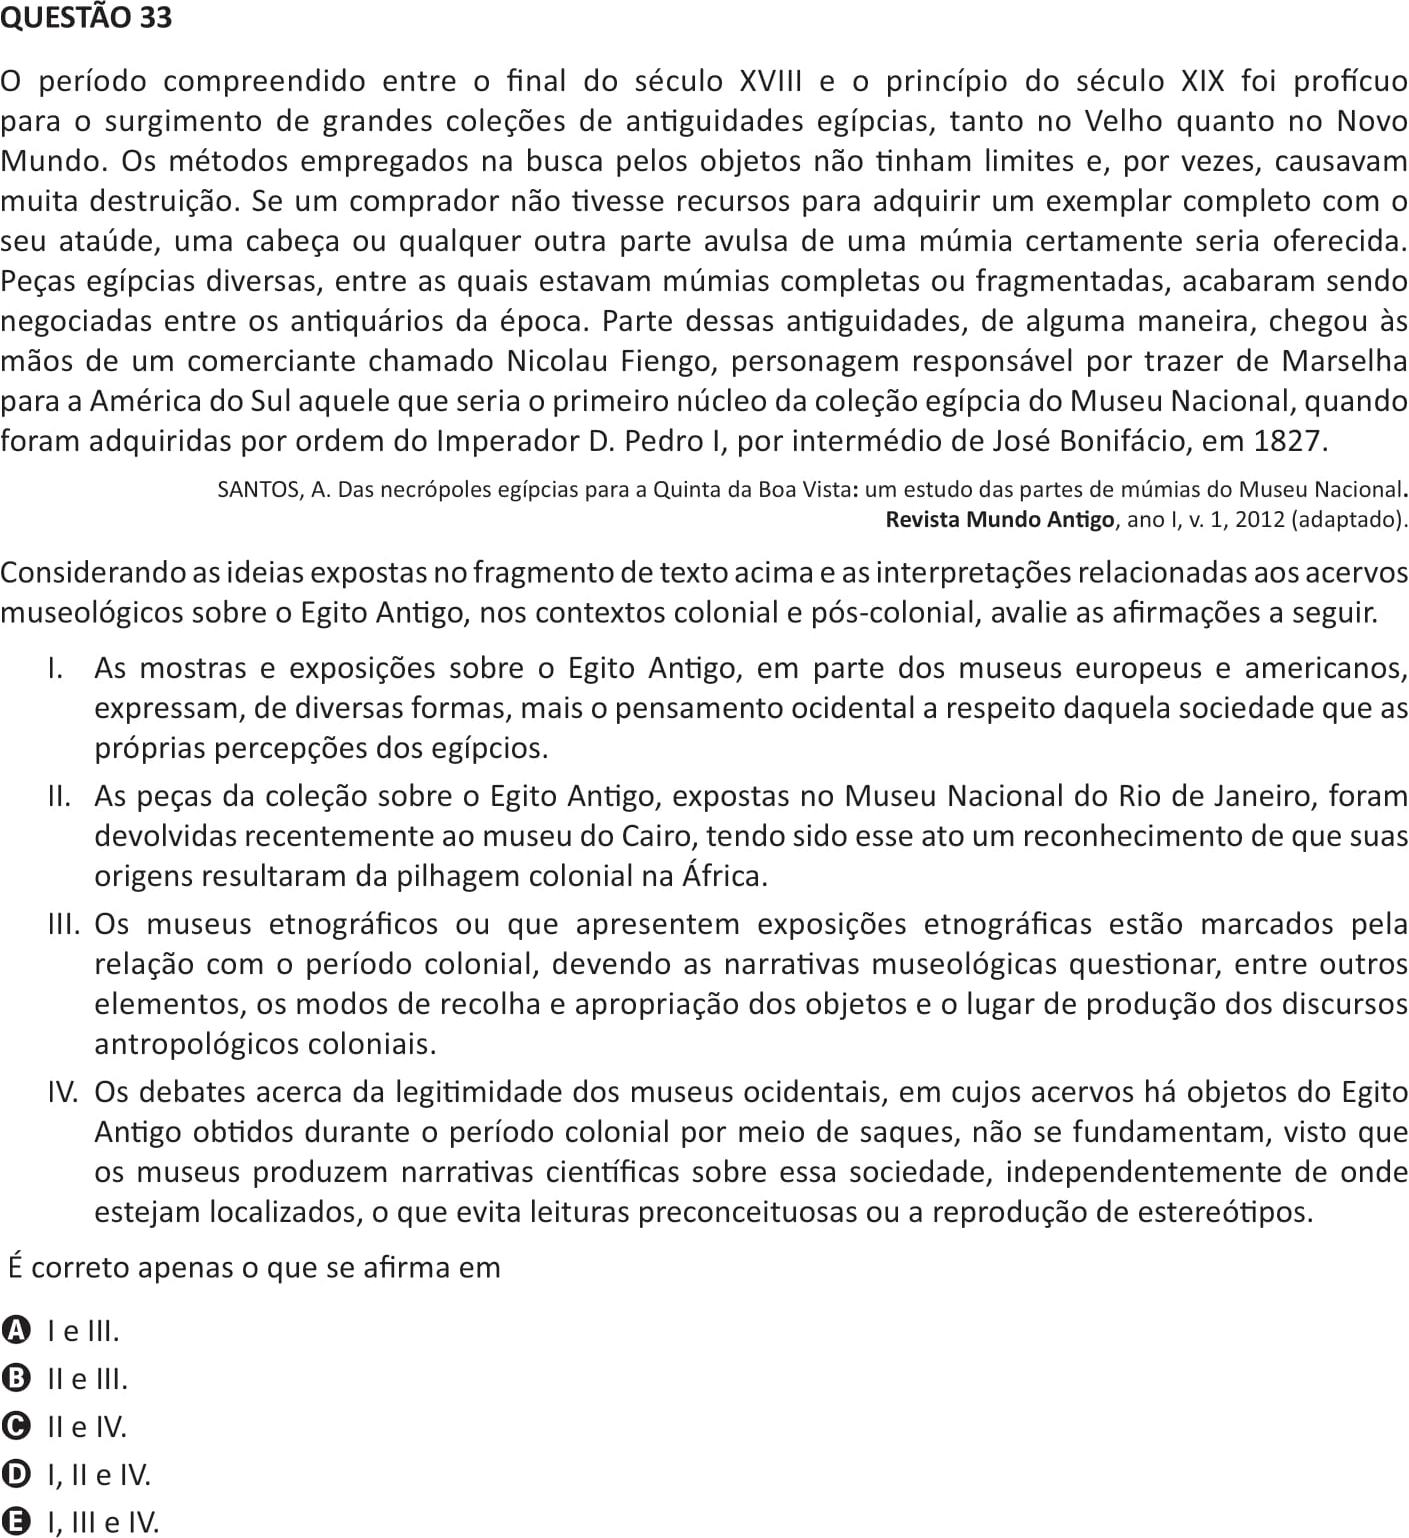 QUESTÃO 33
O período compreendido entre o final do século XVIII e o princípio do século XIX foi profícuo
para o surgimento de grandes coleções de antiguidades egípcias, tanto no Velho quanto no Novo
Mundo. Os métodos empregados na busca pelos objetos não tinham limites e, por vezes, causavam
muita destruição. Se um comprador não tivesse recursos para adquirir um exemplar completo com o
seu ataúde, uma cabeça ou qualquer outra parte avulsa de uma múmia certamente seria oferecida.
Peças egípcias diversas, entre as quais estavam múmias completas ou fragmentadas, acabaram sendo
negociadas entre os antiquários da época. Parte dessas antiguidades, de alguma maneira, chegou às
mãos de um comerciante chamado Nicolau Fiengo, personagem responsável por trazer de Marselha
para a América do Sul aquele que seria o primeiro núcleo da coleção egípcia do Museu Nacional, quando
foram adquiridas por ordem do Imperador D. Pedro I, por intermédio de José Bonifácio, em 1827.
SANTOS, A. Das necrópoles egípcias para a Quinta da Boa Vista: um estudo das partes de múmias do Museu Nacional.
Revista Mundo Antigo, ano I, v. 1, 2012 (adaptado).
Considerando as ideias expostas no fragmento de texto acima e as interpretações relacionadas aos acervos
museológicos sobre o Egito Antigo, nos contextos colonial e pós-colonial, avalie as afirmações a seguir.
I. As mostras e exposições sobre o Egito Antigo, em parte dos museus europeus e americanos,
expressam, de diversas formas, mais o pensamento ocidental a respeito daquela sociedade que as
próprias percepções dos egípcios.
II. As peças da coleção sobre o Egito Antigo, expostas no Museu Nacional do Rio de Janeiro, foram
devolvidas recentemente ao museu do Cairo, tendo sido esse ato um reconhecimento de que suas
origens resultaram da pilhagem colonial na África.
III. Os museus etnográficos ou que apresentem exposições etnográficas estão marcados pela
relação com o período colonial, devendo as narrativas museológicas questionar, entre outros
elementos, os modos de recolha e apropriação dos objetos e o lugar de produção dos discursos
antropológicos coloniais.
IV. Os debates acerca da legitimidade dos museus ocidentais, em cujos acervos há objetos do Egito
Antigo obtidos durante o período colonial por meio de saques, não se fundamentam, visto que
os museus produzem narrativas científicas sobre essa sociedade, independentemente de onde
estejam localizados, o que evita leituras preconceituosas ou a reprodução de estereótipos.
É correto apenas o que se afirma em
A I e III.
B II e III.
C II e IV.
D I, II e IV.
E I, III e IV.